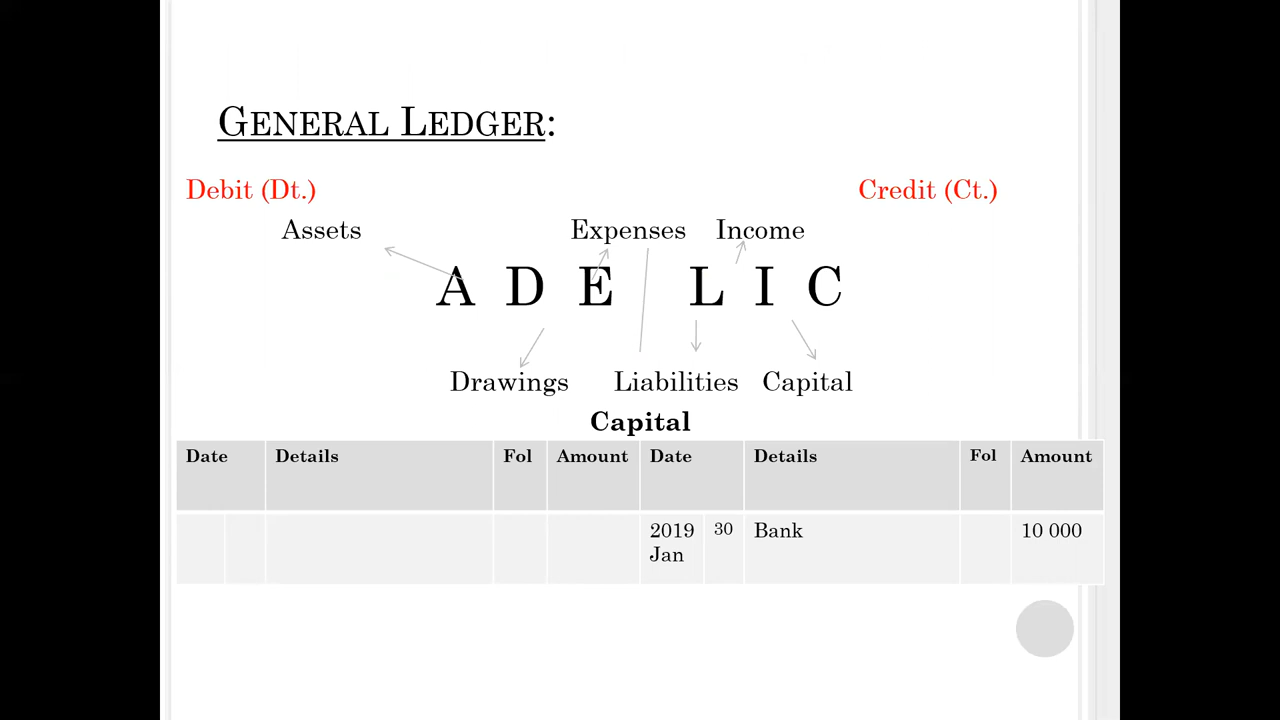 GENERAL LEDGER:
Debit (Dt.) Credit (Ct.)
Assets Expenses Income
A D E L I C
Drawings Liabilities Capital
Capital
Date Details Fol Amount Date Details Fol Amount
2019 30 Bank 10 000
Jan